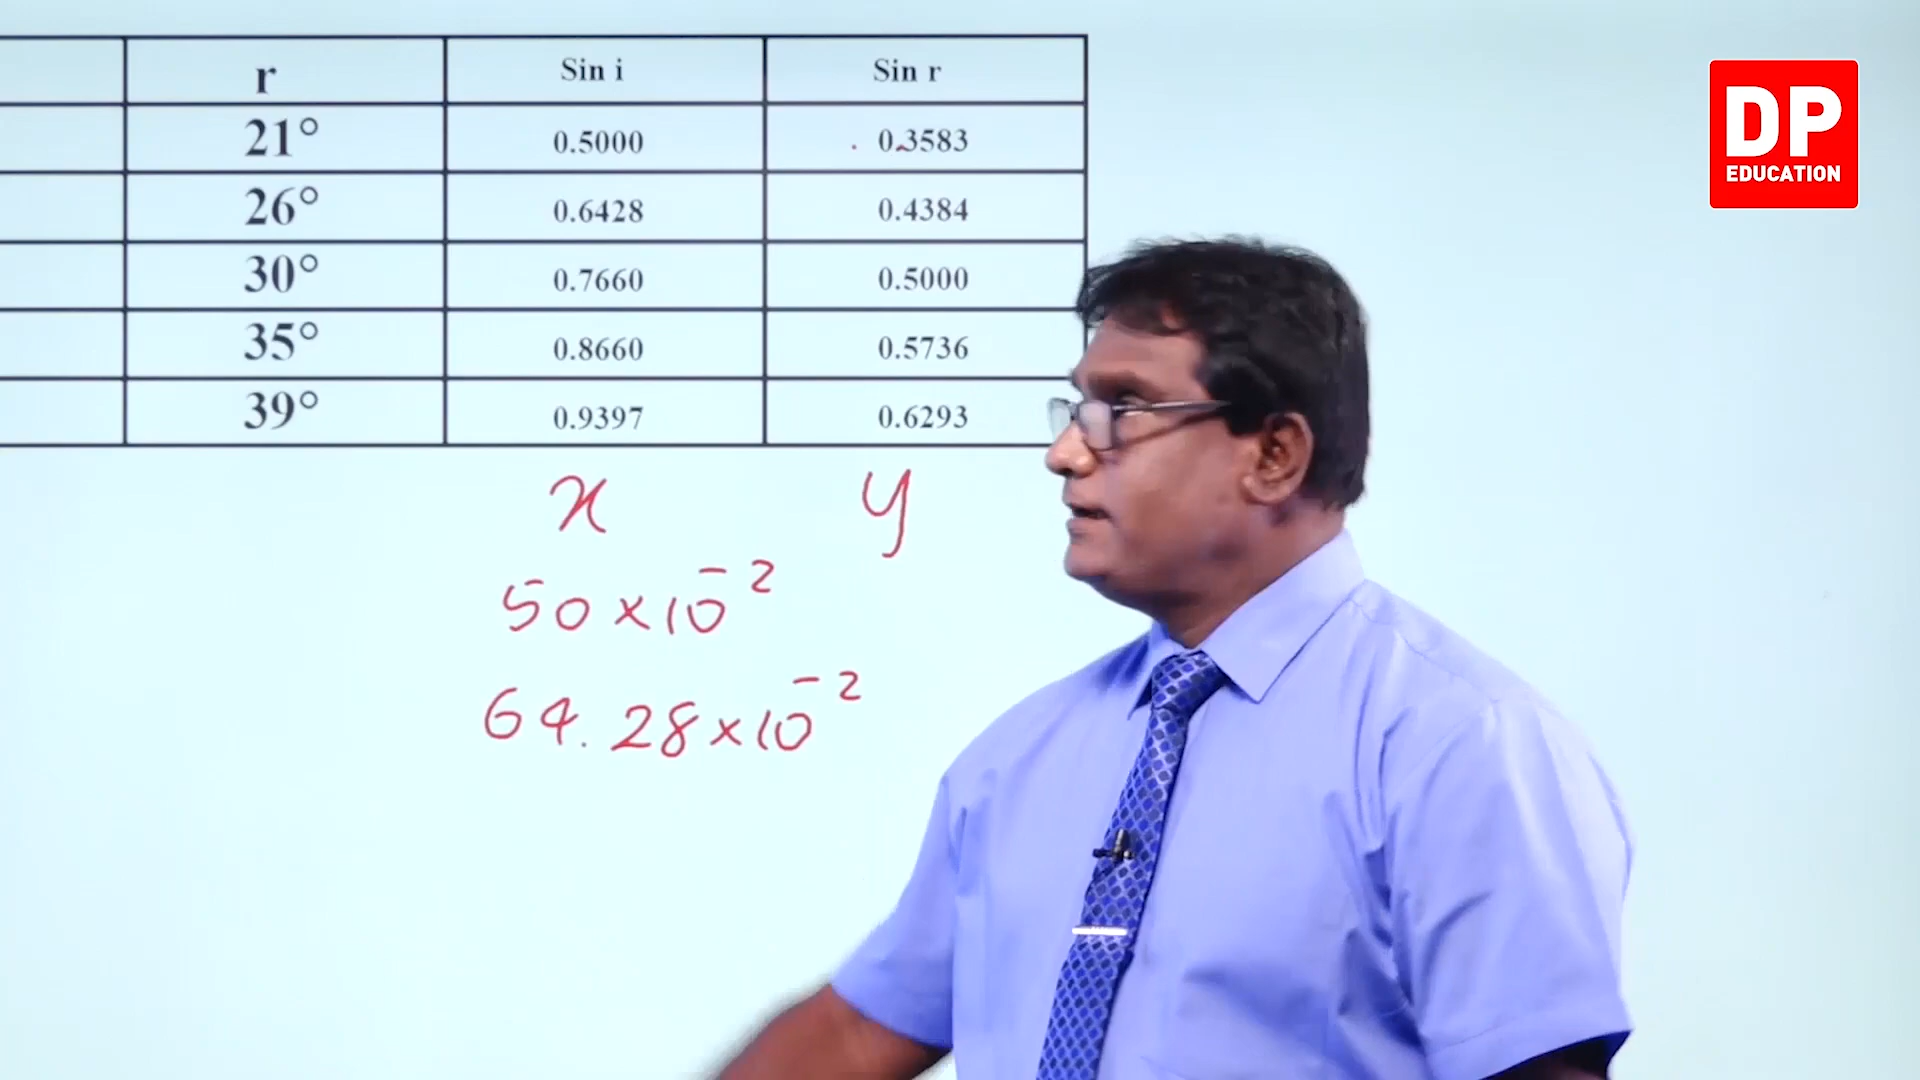 r Sin i Sin r
21° 0.5000 0.3583
26° 0.6428 0.4384
30° 0.7660 0.5000
35° 0.8660 0.5736
39° 0.9397 0.6293
x y
50×10⁻²
64.28×10⁻²
DP
EDUCATION